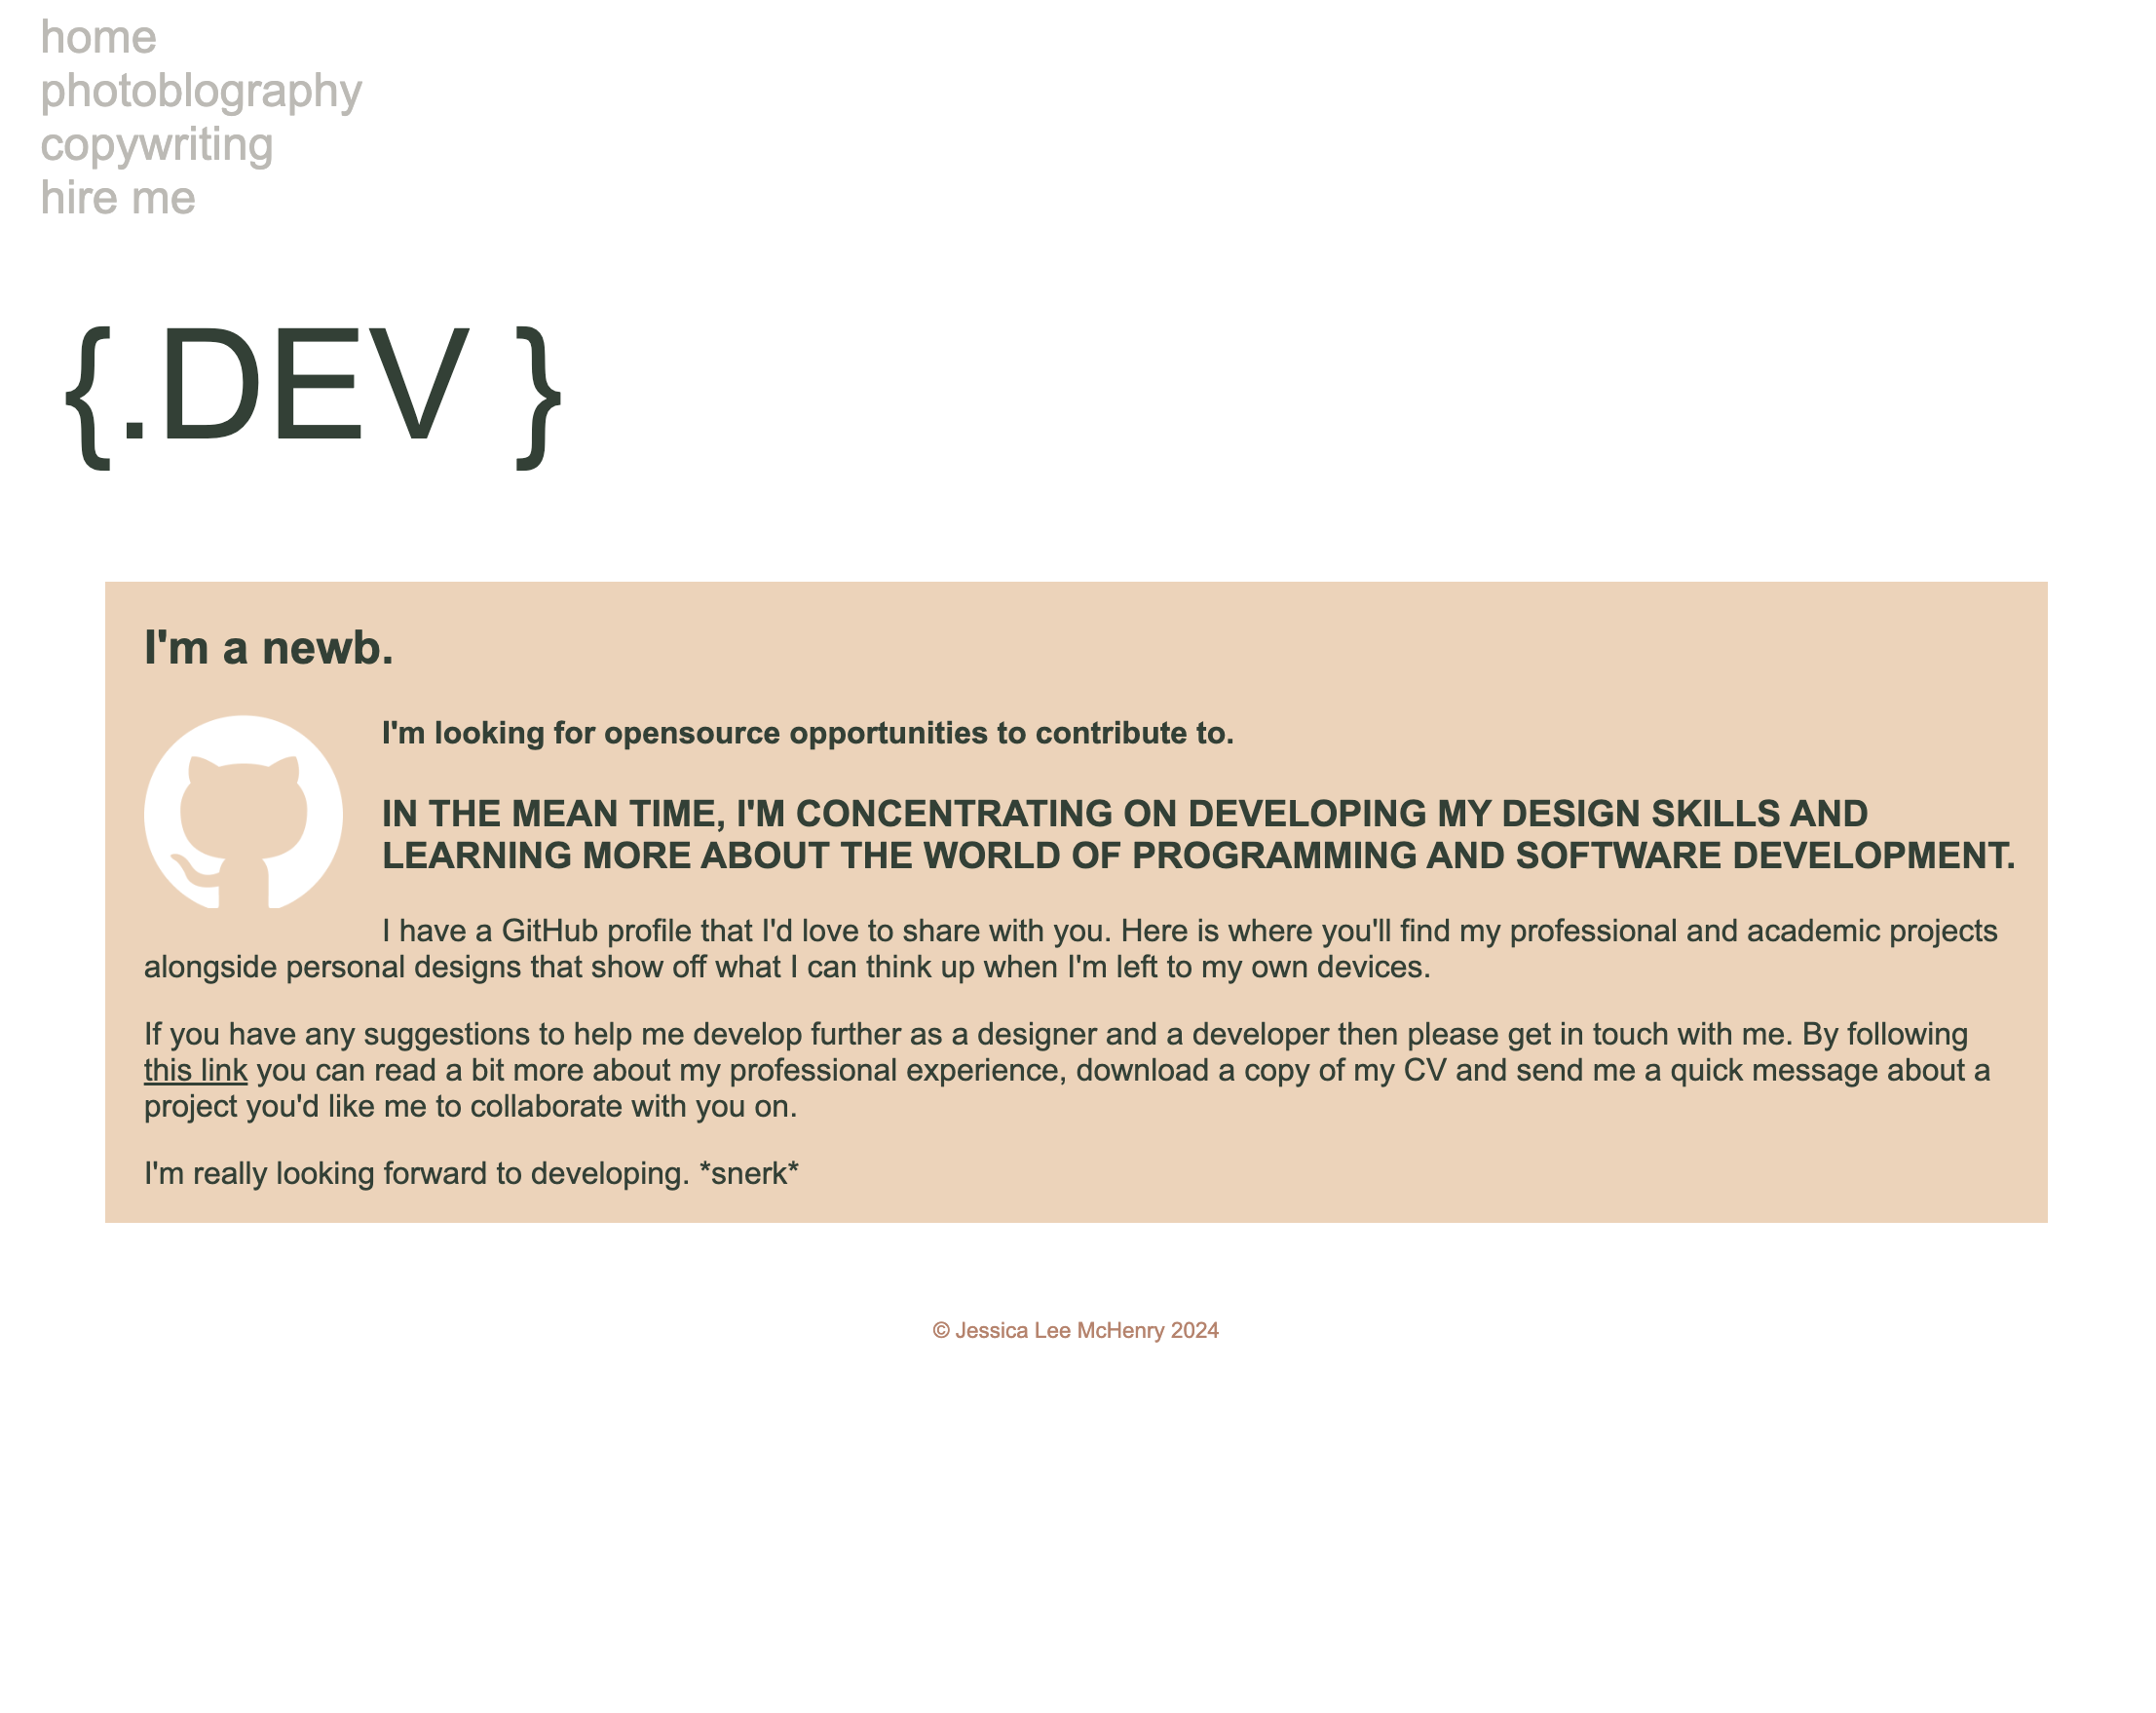 home
photoblography
copywriting
hire me
{.DEV }
I'm a newb.
I'm looking for opensource opportunities to contribute to.
IN THE MEAN TIME, I'M CONCENTRATING ON DEVELOPING MY DESIGN SKILLS AND
LEARNING MORE ABOUT THE WORLD OF PROGRAMMING AND SOFTWARE DEVELOPMENT.
I have a GitHub profile that I'd love to share with you. Here is where you'll find my professional and academic projects
alongside personal designs that show off what I can think up when I'm left to my own devices.
If you have any suggestions to help me develop further as a designer and a developer then please get in touch with me. By following
this link you can read a bit more about my professional experience, download a copy of my CV and send me a quick message about a
project you'd like me to collaborate with you on.
I'm really looking forward to developing. *snerk*
© Jessica Lee McHenry 2024